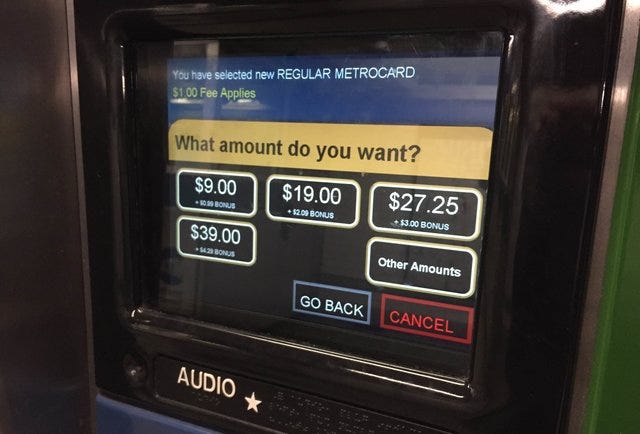 You have selected new REGULAR METROCARD
$1.00 Fee Applies
What amount do you want?
$9.00
+ $0.99 BONUS
$19.00
+ $2.09 BONUS
$27.25
+ $3.00 BONUS
$39.00
+ $4.29 BONUS
Other Amounts
GO BACK
CANCEL
AUDIO